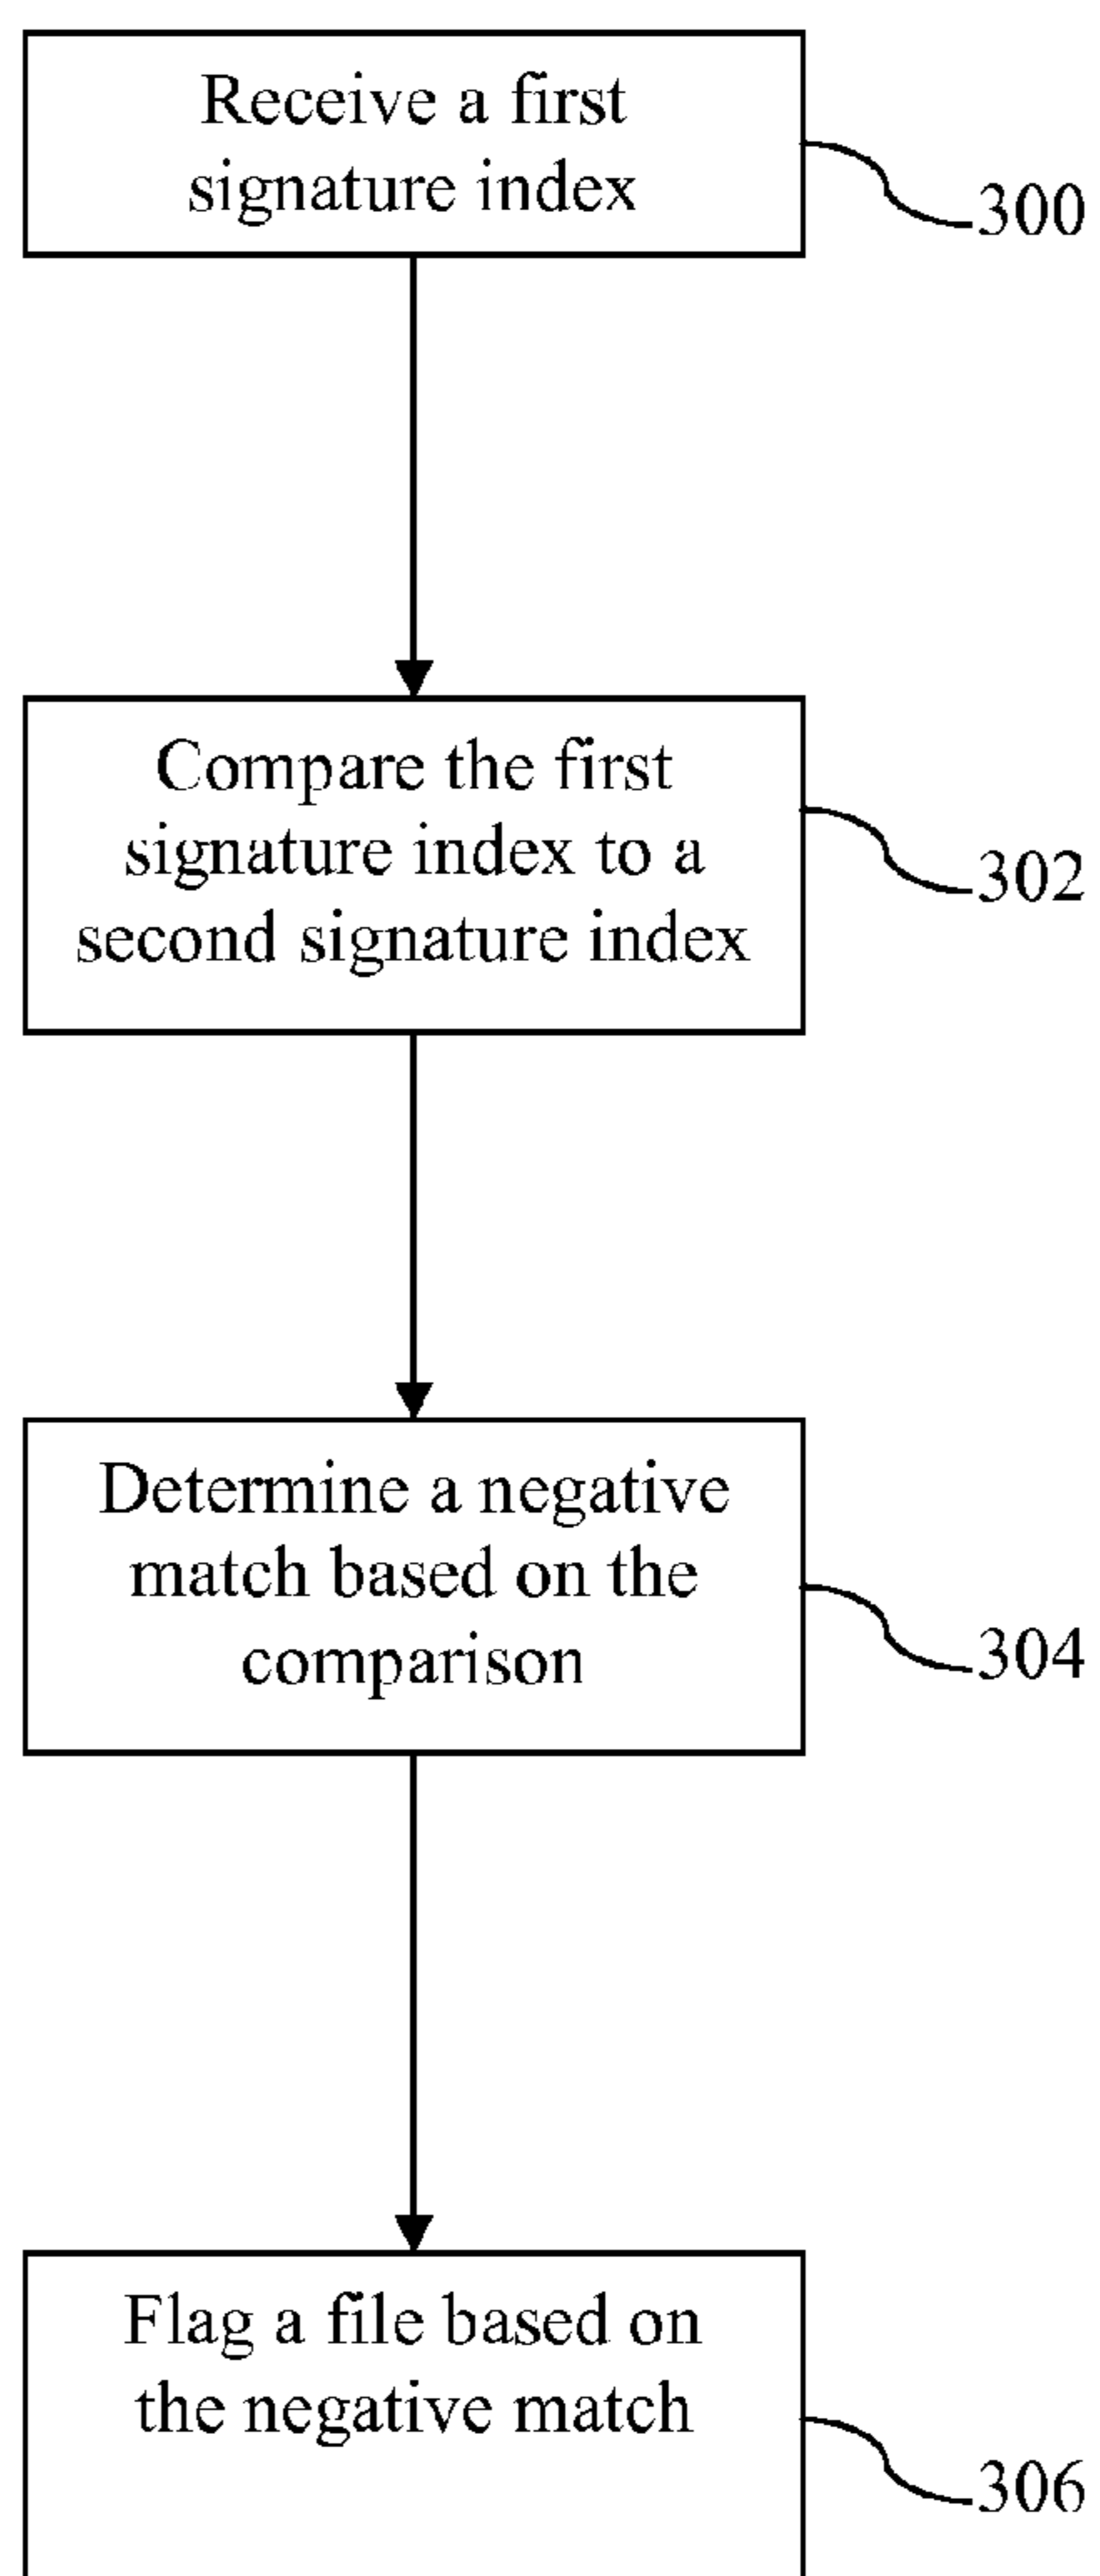 Receive a first
signature index
300
Compare the first
signature index to a
second signature index
302
Determine a negative
match based on the
comparison
304
Flag a file based on
the negative match
306